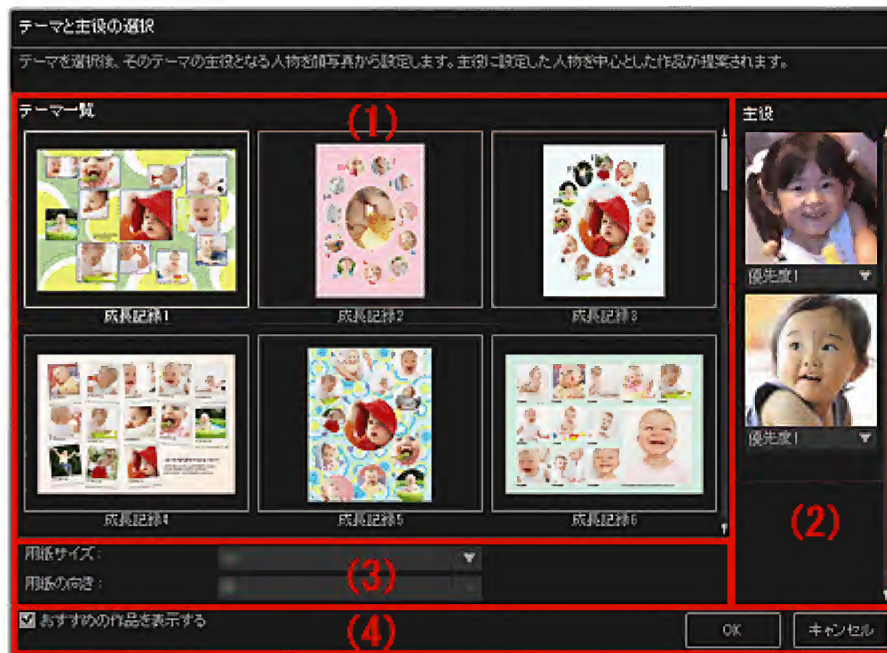 テーマと主役の選択
テーマを選択後、そのテーマの主役となる人物を顔写真から設定します。主役に設定した人物を中心とした作品が提案されます。
テーマ一覧
(1)
主役
成長記録1
成長記録2
成長記録3
優先度1
成長記録4
成長記録5
成長記録6
優先度1
(2)
用紙サイズ:
用紙の向き:
(3)
おすすめの作品を表示する
(4)
OK
キャンセル